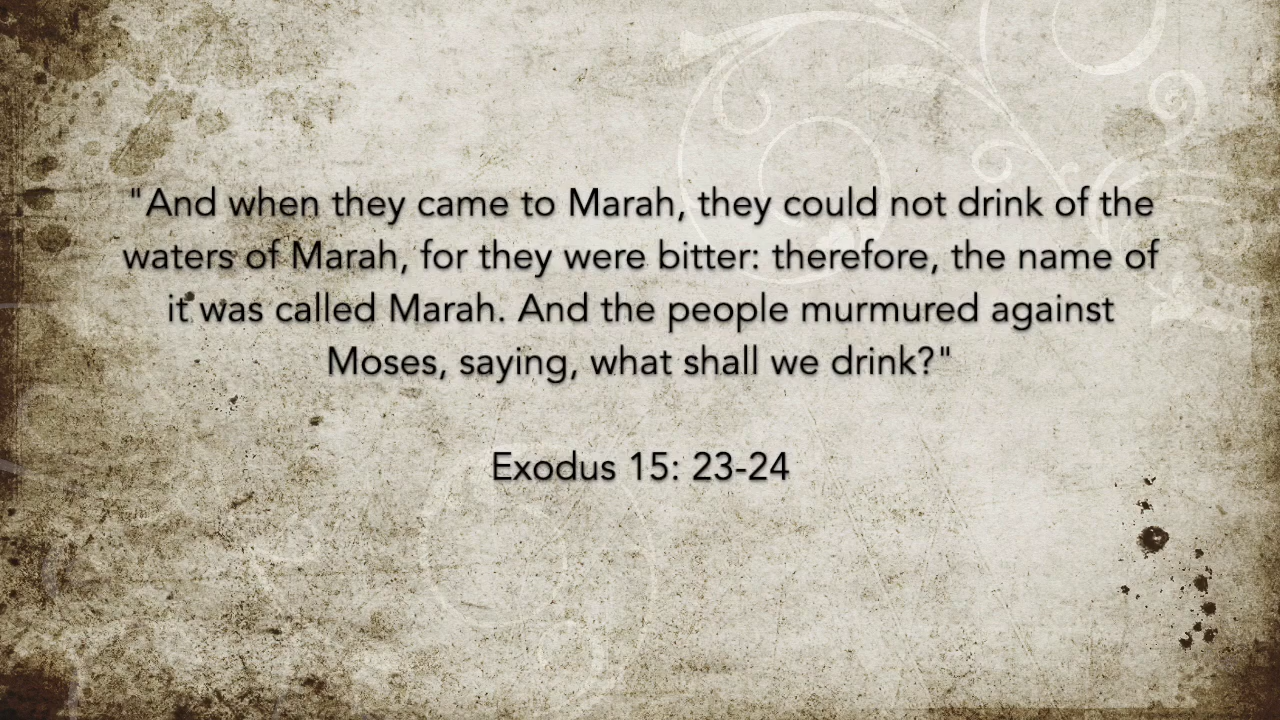 "And when they came to Marah, they could not drink of the
waters of Marah, for they were bitter: therefore, the name of
it was called Marah. And the people murmured against
Moses, saying, what shall we drink?"
Exodus 15: 23-24